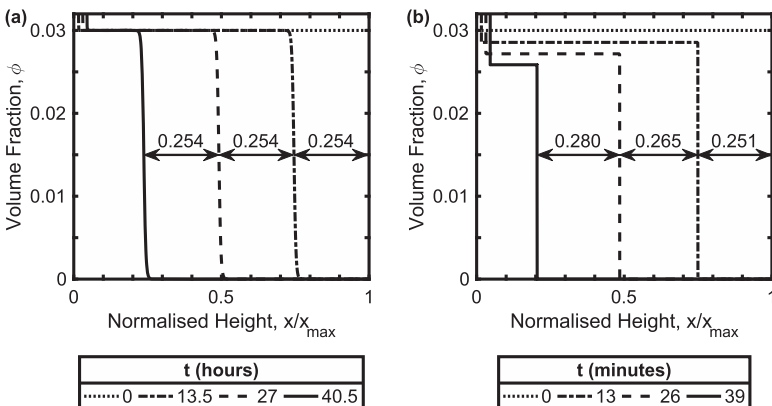 (a)
0.03
0.02
0.01
0
Volume Fraction, ϕ
0.254 0.254 0.254
0 0.5 1
Normalised Height, x/x_max
t (hours)
0 13.5 27 40.5
(b)
0.03
0.02
0.01
0
Volume Fraction, ϕ
0.280 0.265 0.251
0 0.5 1
Normalised Height, x/x_max
t (minutes)
0 13 26 39